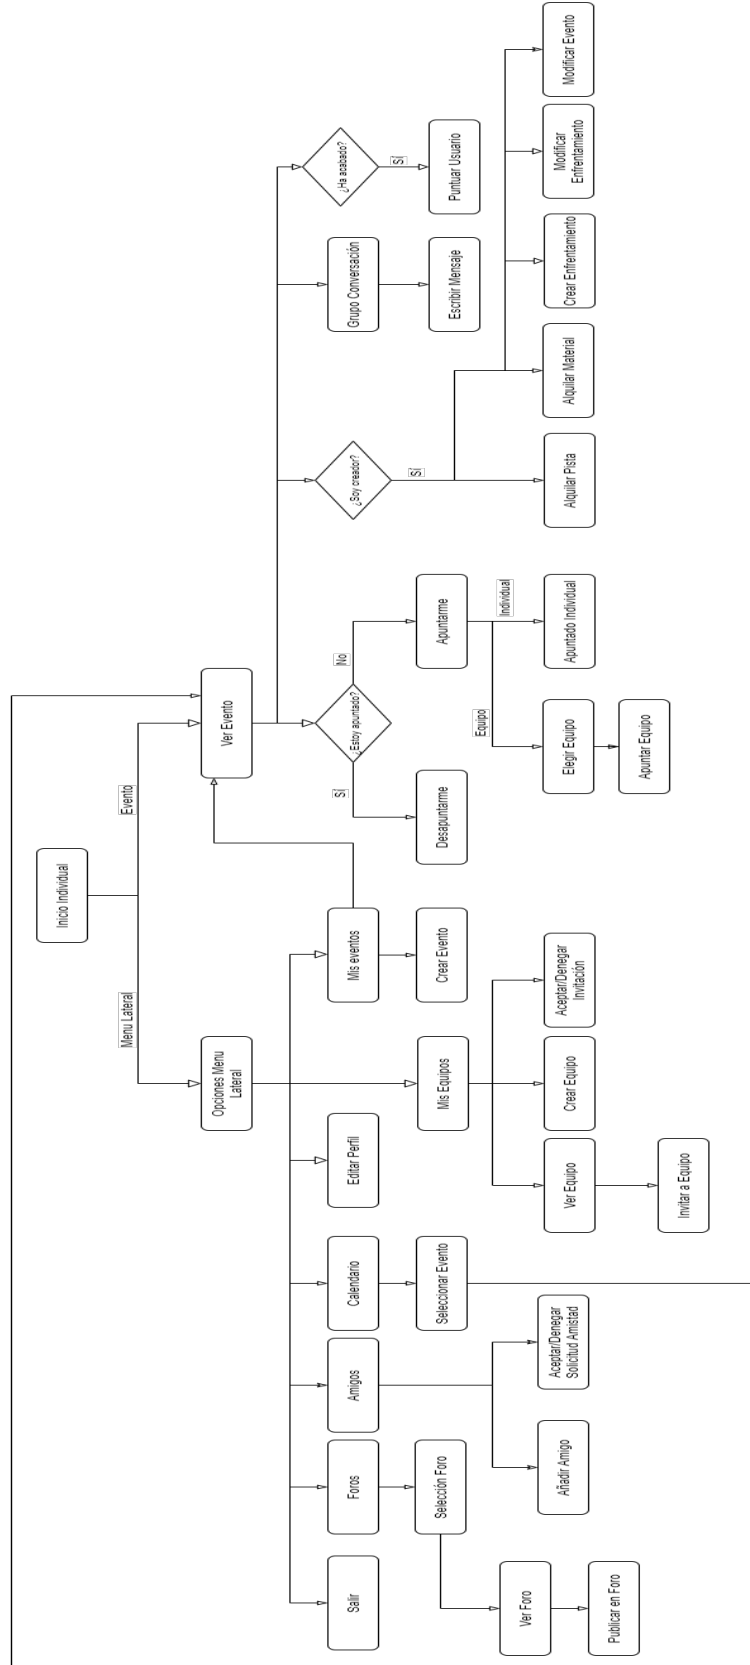 Inicio Individual
Menu Lateral
Evento
Opciones Menu
Lateral
Ver Evento
Salir
Foros
Amigos
Calendario
Editar Perfil
Mis eventos
¿Estoy apuntado?
¿Soy creador?
Grupo Conversación
¿Ha acabado?
Selección Foro
Seleccionar Evento
Mis Equipos
Crear Evento
Sí
No
Sí
Sí
Desapuntarme
Apuntarme
Escribir Mensaje
Puntuar Usuario
Equipo
Individual
Ver Foro
Añadir Amigo
Aceptar/Denegar
Solicitud Amistad
Ver Equipo
Crear Equipo
Aceptar/Denegar
Invitación
Elegir Equipo
Apuntado Individual
Alquilar Pista
Alquilar Material
Crear Enfrentamiento
Modificar
Enfrentamiento
Modificar Evento
Publicar en Foro
Invitar a Equipo
Apuntar Equipo